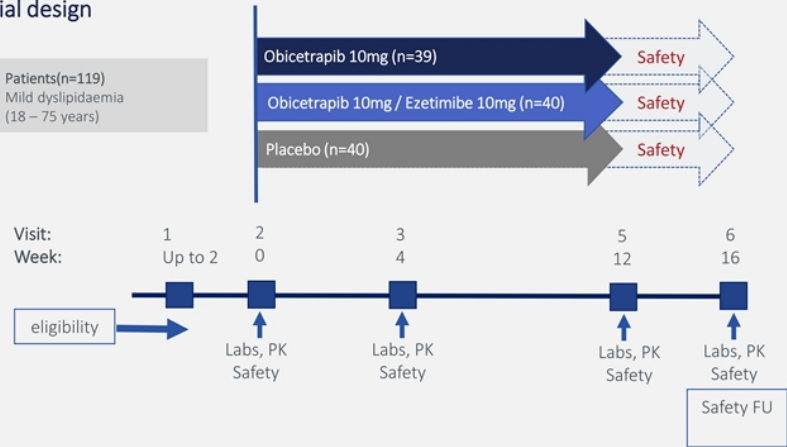 ial design
Patients(n=119)
Mild dyslipidaemia
(18 – 75 years)
Obicetrapib 10mg (n=39)
Safety
Obicetrapib 10mg / Ezetimibe 10mg (n=40)
Safety
Placebo (n=40)
Safety
Visit: 1 2 3 5 6
Week: Up to 2 0 4 12 16
eligibility
Labs, PK
Safety
Labs, PK
Safety
Labs, PK
Safety
Labs, PK
Safety
Safety FU